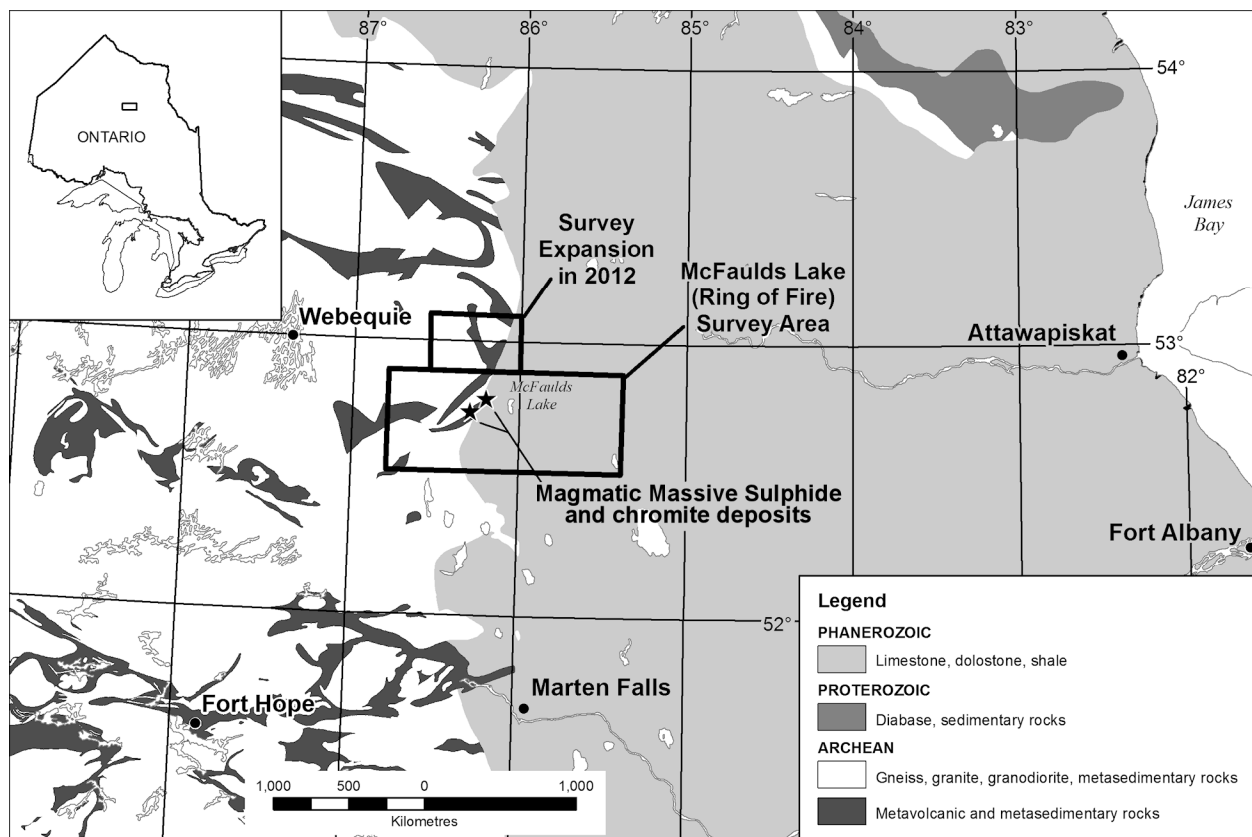 87°
86°
85°
84°
83°
54°
ONTARIO
James
Bay
Survey
Expansion
in 2012
McFaulds Lake
(Ring of Fire)
Survey Area
Webequie
Attawapiskat
53°
82°
McFaulds
Lake
Magmatic Massive Sulphide
and chromite deposits
Fort Albany
52°
Marten Falls
Fort Hope
1,000 500 0 1,000
Kilometres
Legend
PHANEROZOIC
Limestone, dolostone, shale
PROTEROZOIC
Diabase, sedimentary rocks
ARCHEAN
Gneiss, granite, granodiorite, metasedimentary rocks
Metavolcanic and metasedimentary rocks